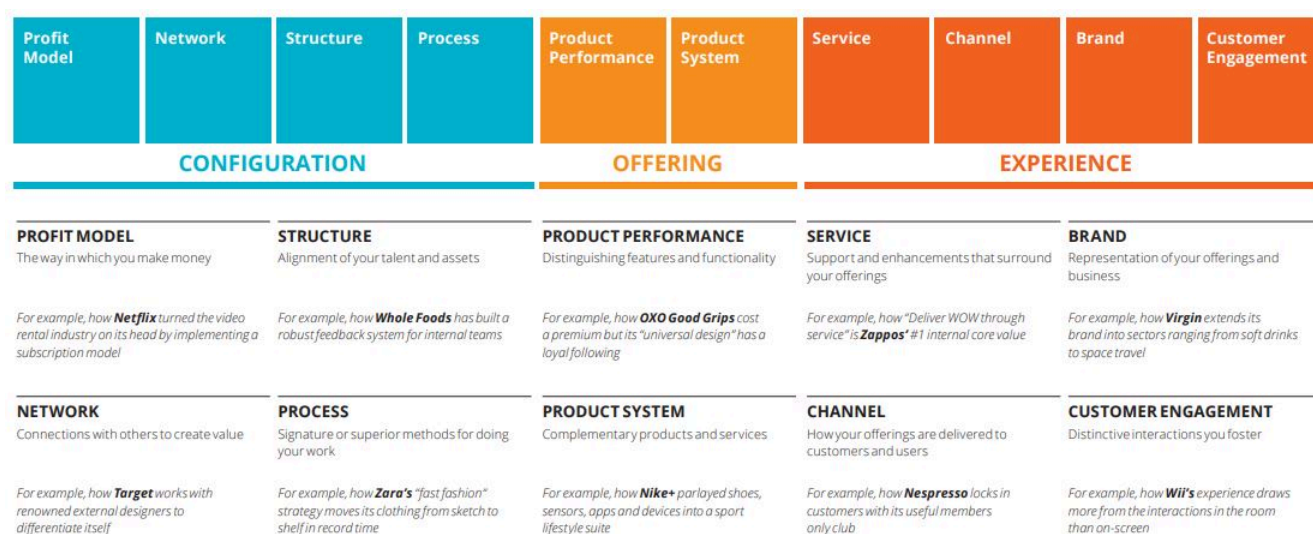 Profit
Model
Network
Structure
Process
Product
Performance
Product
System
Service
Channel
Brand
Customer
Engagement
CONFIGURATION
OFFERING
EXPERIENCE
PROFIT MODEL
The way in which you make money
For example, how Netflix turned the video
rental industry on its head by implementing a
subscription model
STRUCTURE
Alignment of your talent and assets
For example, how Whole Foods has built a
robust feedback system for internal teams
PRODUCT PERFORMANCE
Distinguishing features and functionality
For example, how OXO Good Grips cost
a premium but its “universal design” has a
loyal following
SERVICE
Support and enhancements that surround
your offerings
For example, how “Deliver WOW through
service” is Zappos’ #1 internal core value
BRAND
Representation of your offerings and
business
For example, how Virgin extends its
brand into sectors ranging from soft drinks
to space travel
NETWORK
Connections with others to create value
For example, how Target works with
renowned external designers to
differentiate itself
PROCESS
Signature or superior methods for doing
your work
For example, how Zara’s “fast fashion”
strategy moves its clothing from sketch to
shelf in record time
PRODUCT SYSTEM
Complementary products and services
For example, how Nike+ parlayed shoes,
sensors, apps and devices into a sport
lifestyle suite
CHANNEL
How your offerings are delivered to
customers and users
For example, how Nespresso locks in
customers with its useful members
only club
CUSTOMER ENGAGEMENT
Distinctive interactions you foster
For example, how Wii’s experience draws
more from the interactions in the room
than on-screen